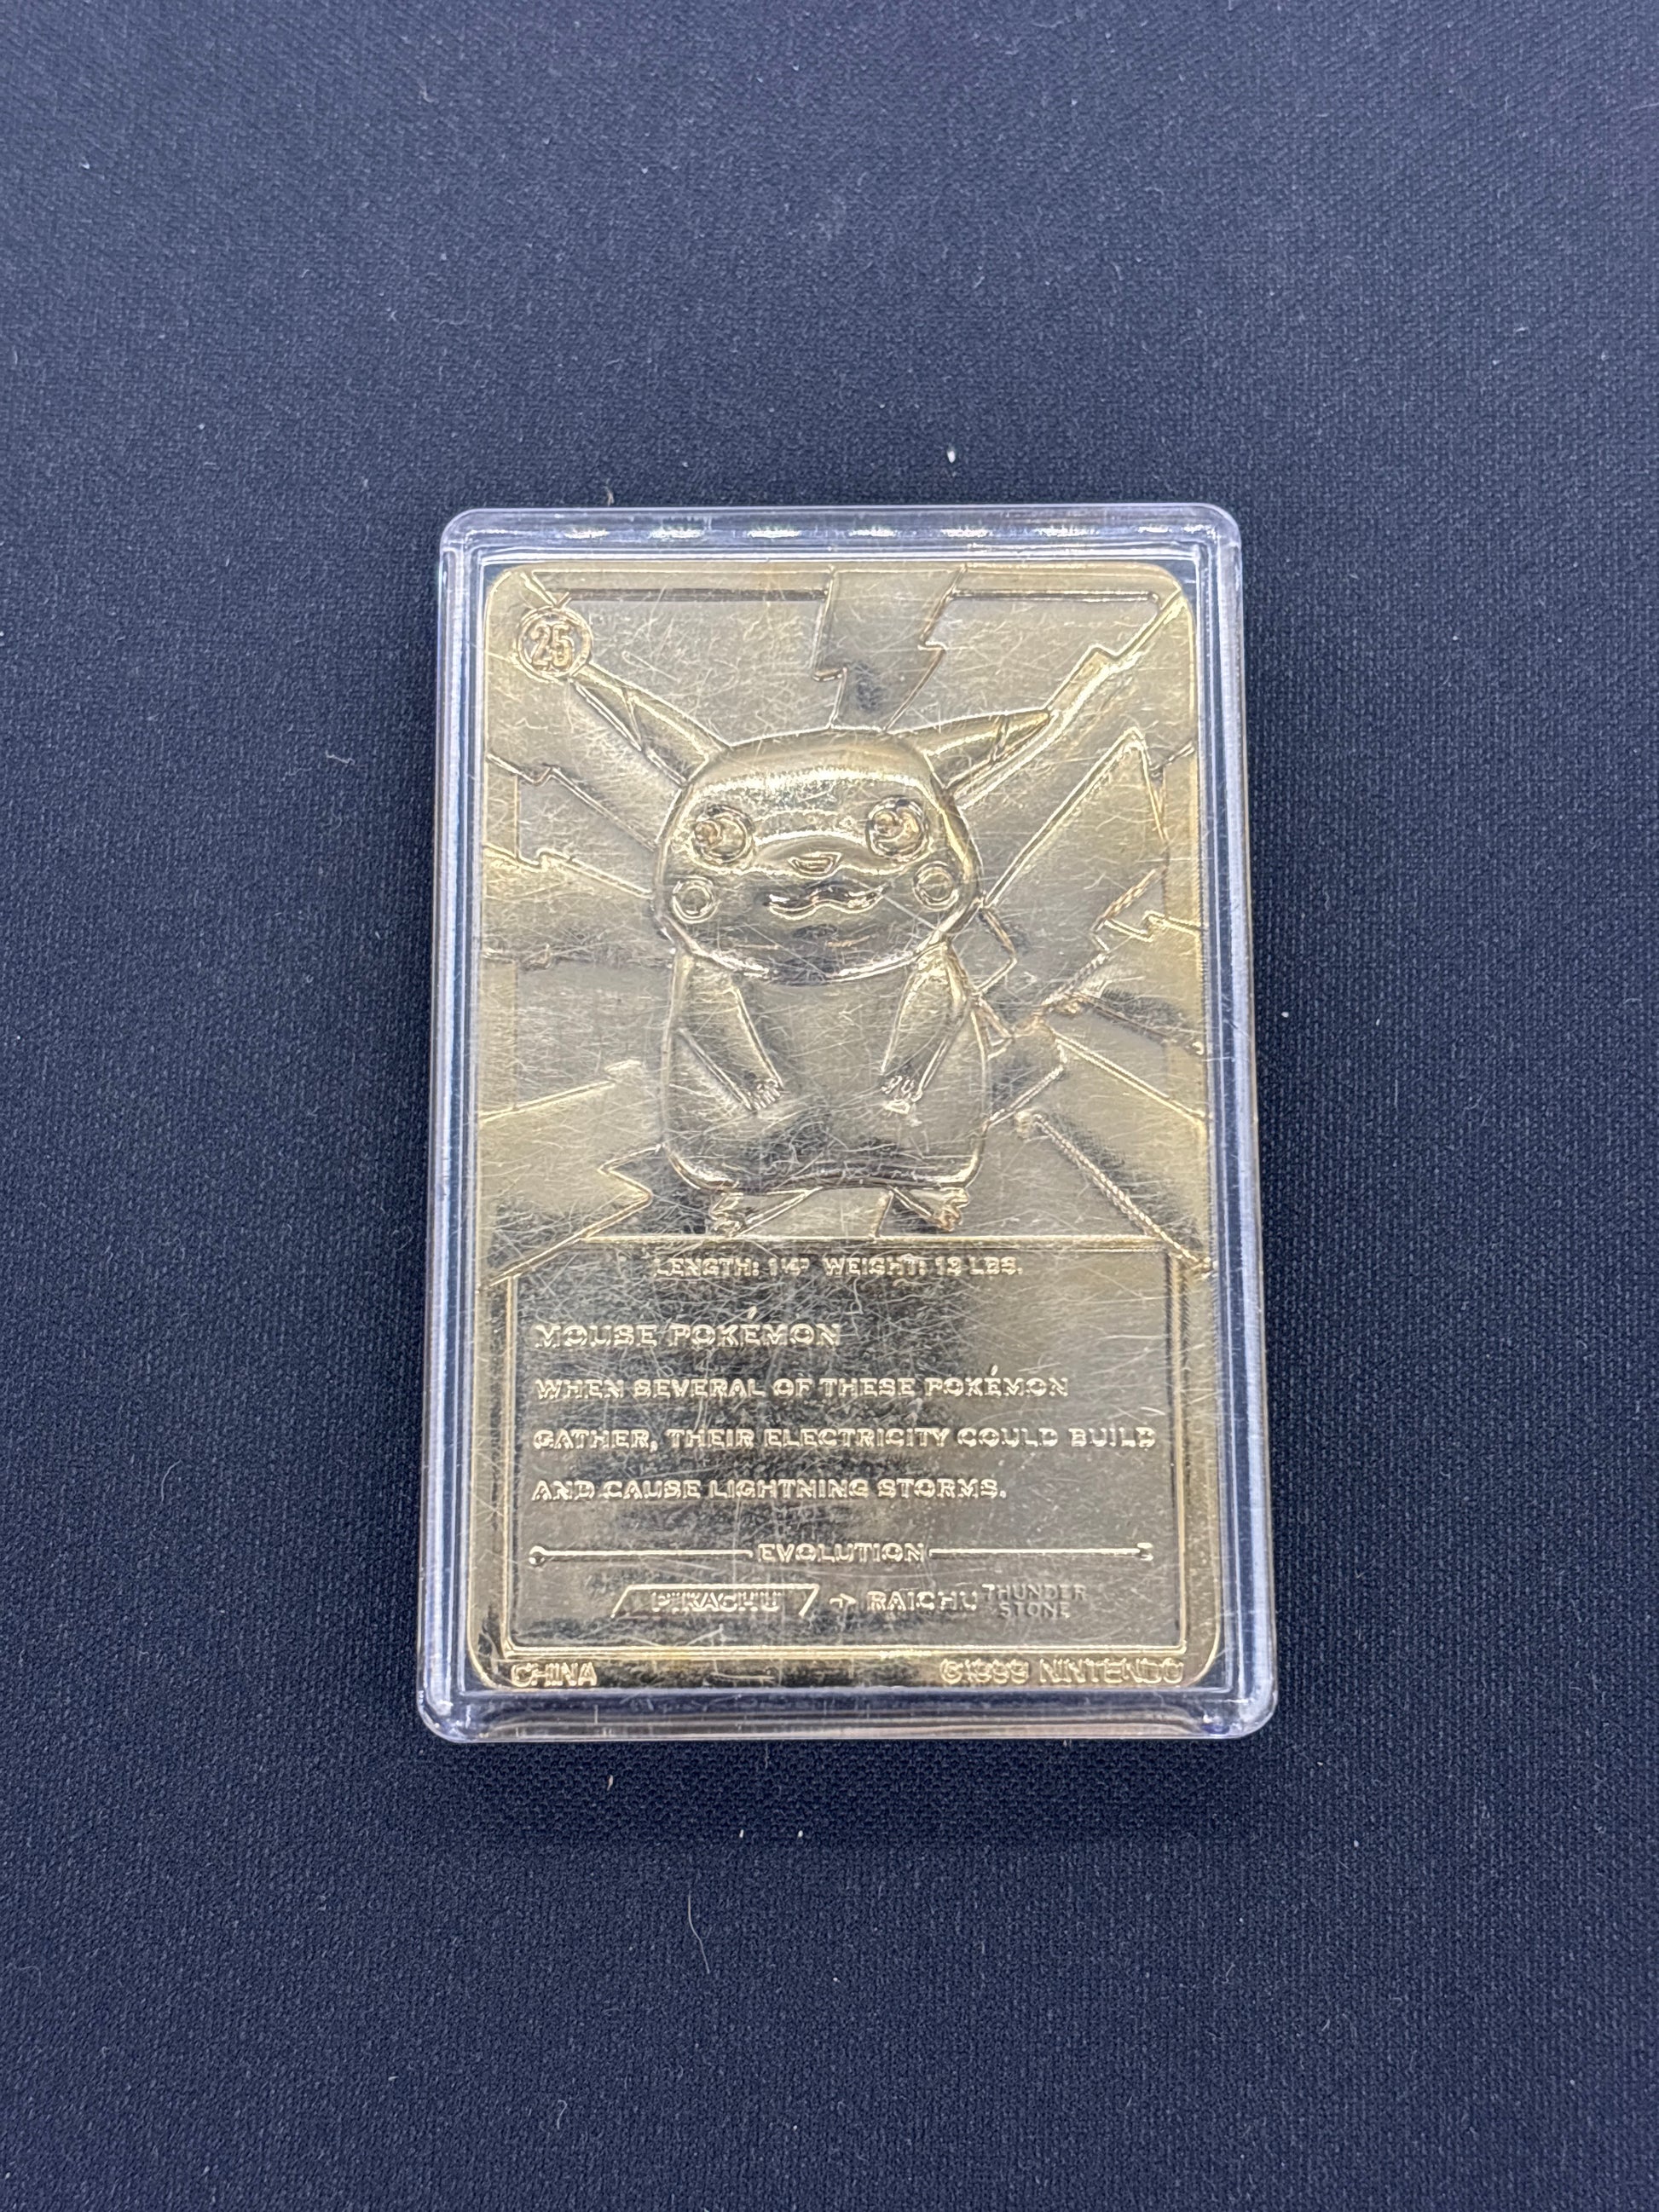 25
LENGTH: 1'4" WEIGHT: 13 LBS.
MOUSE POKÉMON
WHEN SEVERAL OF THESE POKÉMON
GATHER, THEIR ELECTRICITY COULD BUILD
AND CAUSE LIGHTNING STORMS.
EVOLUTION
PIKACHU → RAICHU THUNDER
STONE
CHINA ©1999 NINTENDO